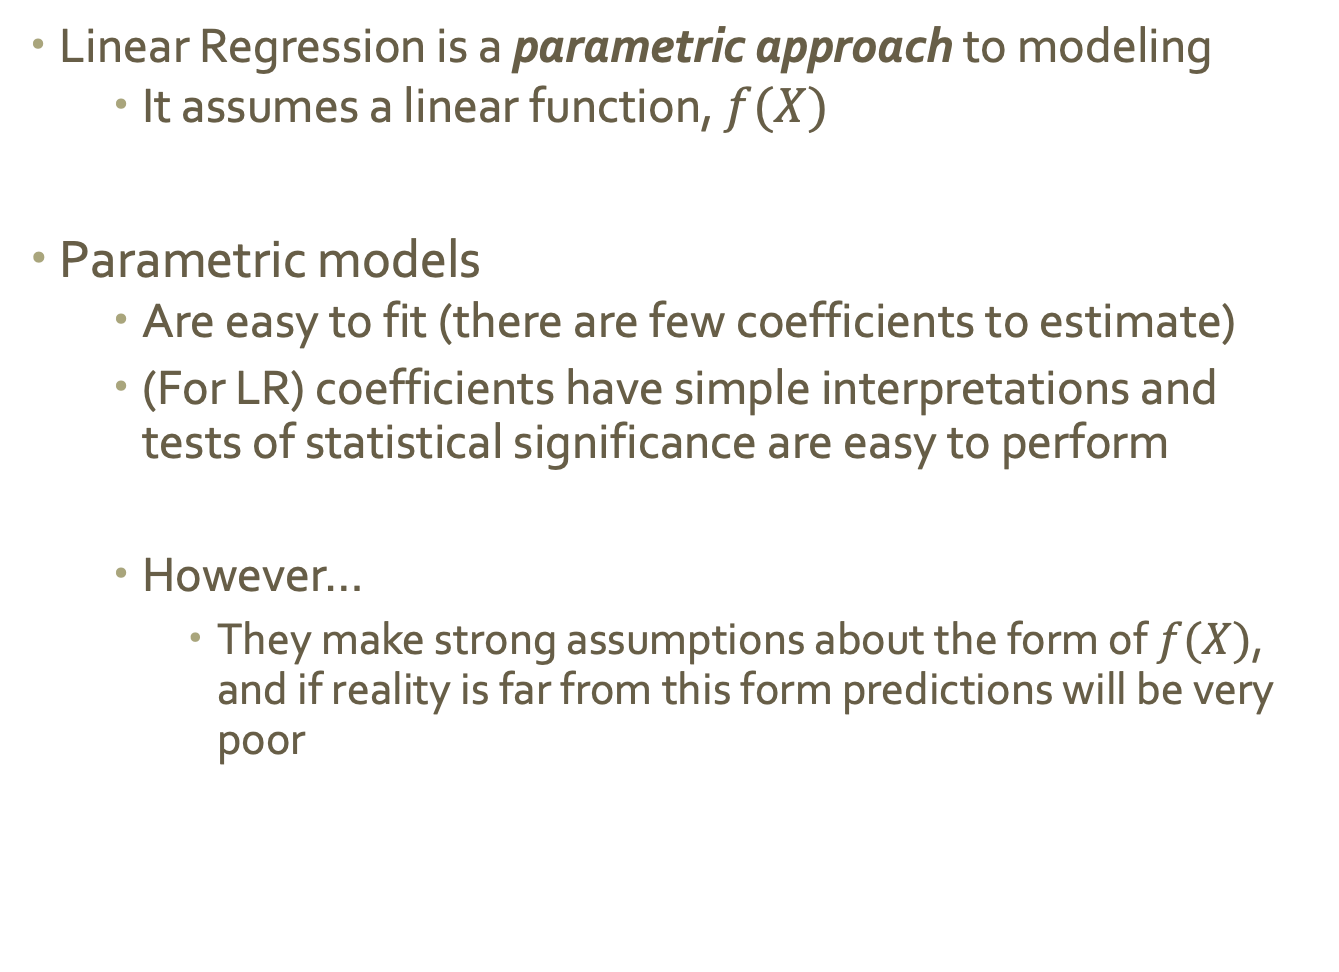 • Linear Regression is a parametric approach to modeling
• It assumes a linear function, f(X)
• Parametric models
• Are easy to fit (there are few coefficients to estimate)
• (For LR) coefficients have simple interpretations and
tests of statistical significance are easy to perform
• However...
• They make strong assumptions about the form of f(X),
and if reality is far from this form predictions will be very
poor